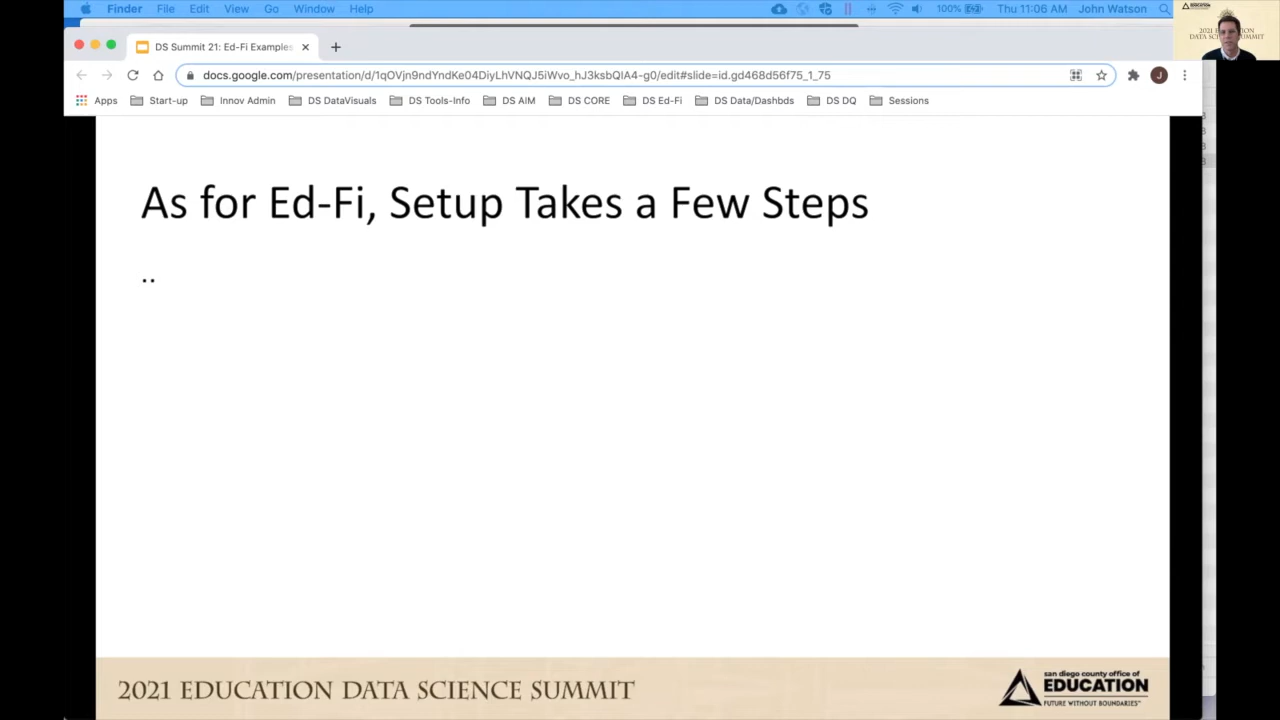 Finder File Edit View Go Window Help 100% Thu 11:06 AM John Watson
DS Summit 21: Ed-Fi Examples
docs.google.com/presentation/d/1qOVjn9ndYndKe04DiyLhVNQJ5iWvo_hJ3ksbQIA4-g0/edit#slide=id.gd468d56f75_1_75
J
Apps Start-up Innov Admin DS DataVisuals DS Tools-Info DS AIM DS CORE DS Ed-Fi DS Data/Dashbds DS DQ Sessions
As for Ed-Fi, Setup Takes a Few Steps
..
2021 EDUCATION DATA SCIENCE SUMMIT
san diego county office of
EDUCATION
FUTURE WITHOUT BOUNDARIES™